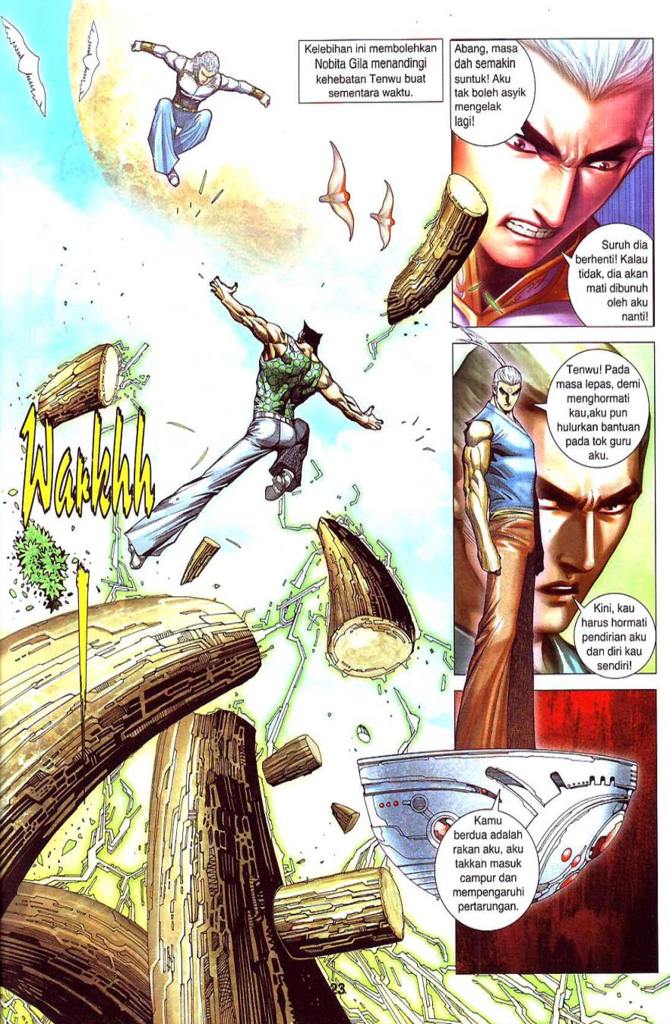 Kelebihan ini membolehkan
Nobita Gila menandingi
kehebatan Tenwu buat
sementara waktu.
Abang, masa
dah semakin
suntuk! Aku
tak boleh asyik
mengelak
lagi!
Suruh dia
berhenti! Kalau
tidak, dia akan
mati dibunuh
oleh aku
nanti!
Warkhh
!
Tenwu! Pada
masa lepas, demi
menghormati
kau,aku pun
hulurkan bantuan
pada tok guru
aku.
Kini, kau
harus hormati
pendirian aku
dan diri kau
sendiri!
Kamu
berdua adalah
rakan aku, aku
takkah masuk
campur dan
mempengaruhi
pertarungan.
23